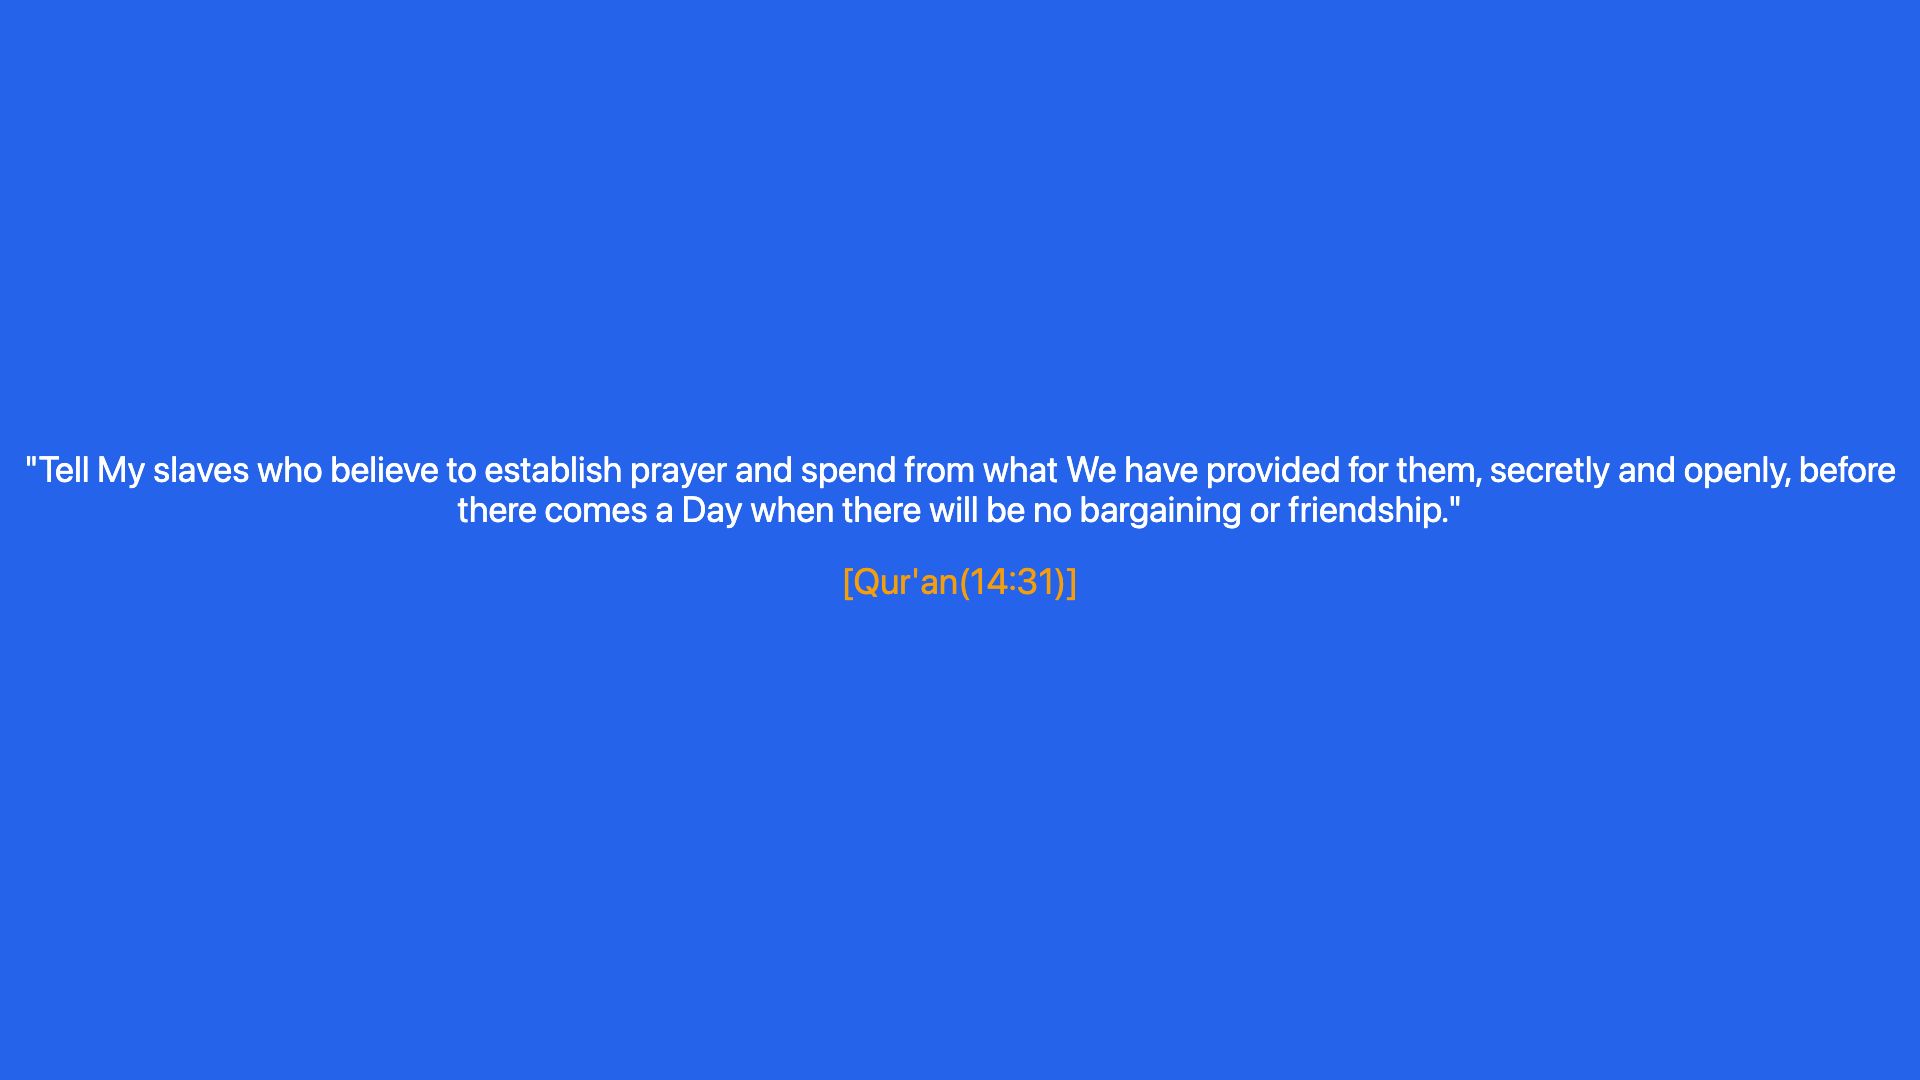 "Tell My slaves who believe to establish prayer and spend from what We have provided for them, secretly and openly, before
there comes a Day when there will be no bargaining or friendship."
[Qur'an(14:31)]